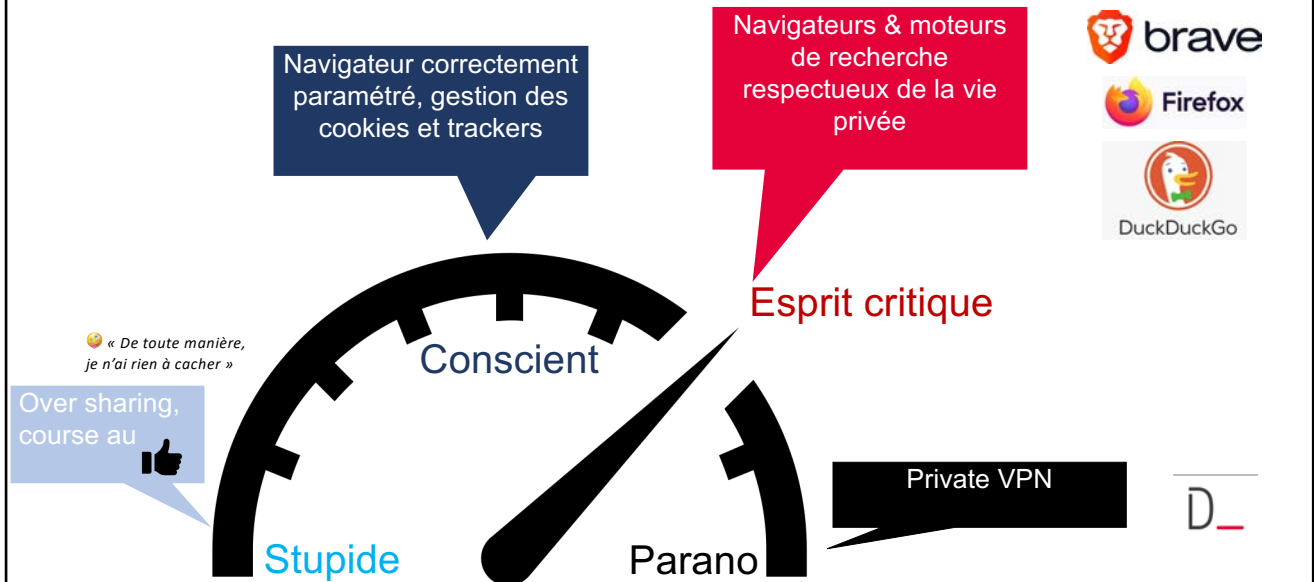 Navigateur correctement
paramétré, gestion des
cookies et trackers
Navigateurs & moteurs
de recherche
respectueux de la vie
privée
brave
Firefox
DuckDuckGo
Esprit critique
« De toute manière,
je n’ai rien à cacher »
Conscient
Over sharing,
course au
Private VPN
D_
Stupide
Parano